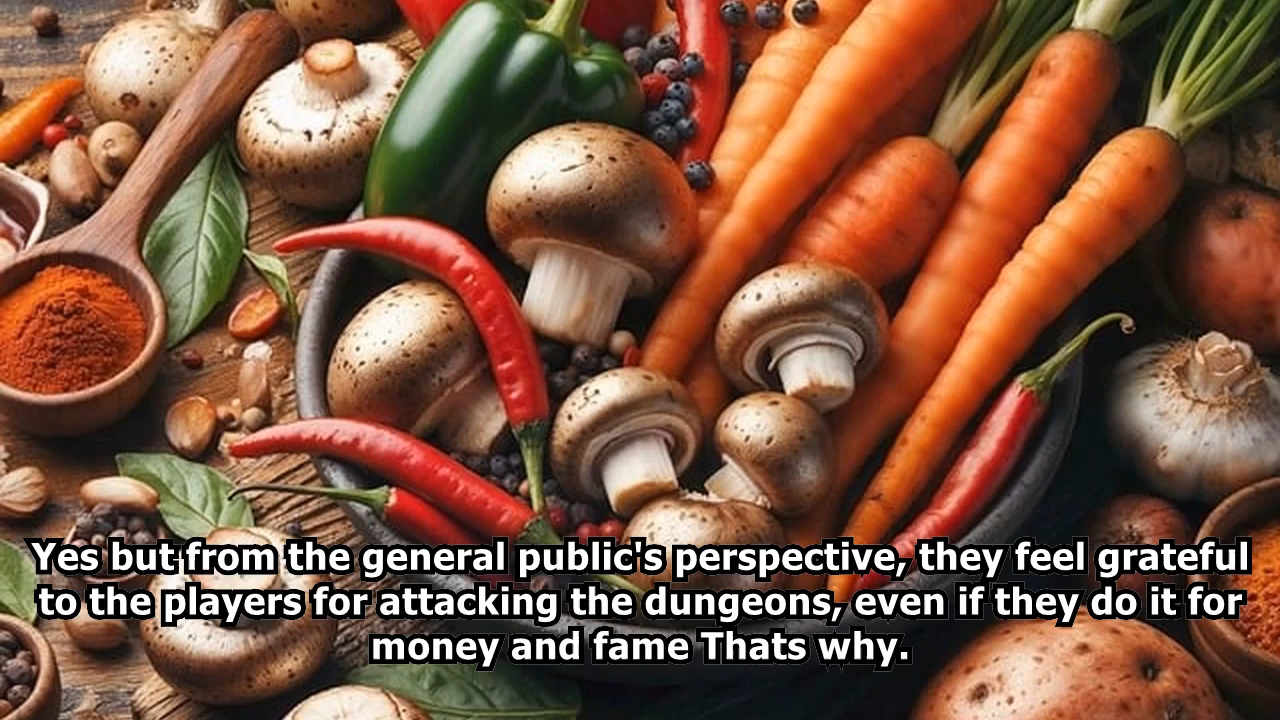 Yes but from the general public's perspective, they feel grateful
to the players for attacking the dungeons, even if they do it for
money and fame Thats why.